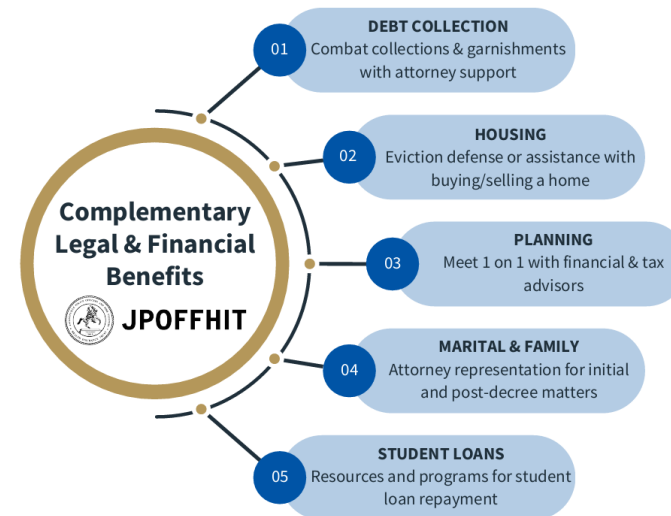 Complementary
Legal & Financial
Benefits
JPOFFHIT
01
DEBT COLLECTION
Combat collections & garnishments
with attorney support
02
HOUSING
Eviction defense or assistance with
buying/selling a home
03
PLANNING
Meet 1 on 1 with financial & tax
advisors
04
MARITAL & FAMILY
Attorney representation for initial
and post-decree matters
05
STUDENT LOANS
Resources and programs for student
loan repayment